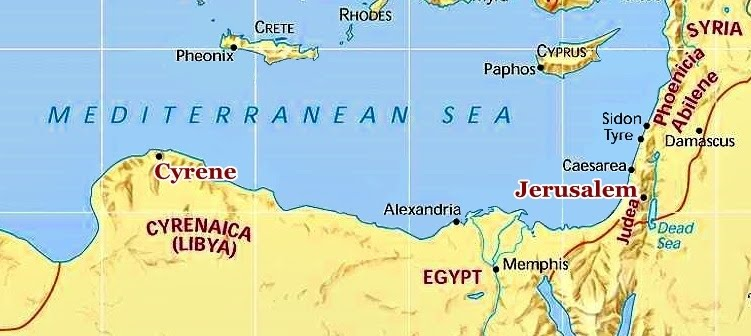 RHODES
CRETE
Pheonix
CYPRUS
Paphos
SYRIA
Phoenicia
Abilene
MEDITERRANEAN SEA
Sidon
Tyre
Damascus
Cyrene
Caesarea
Jerusalem
Alexandria
CYRENAICA
(LIBYA)
Judea
Dead
Sea
EGYPT
Memphis